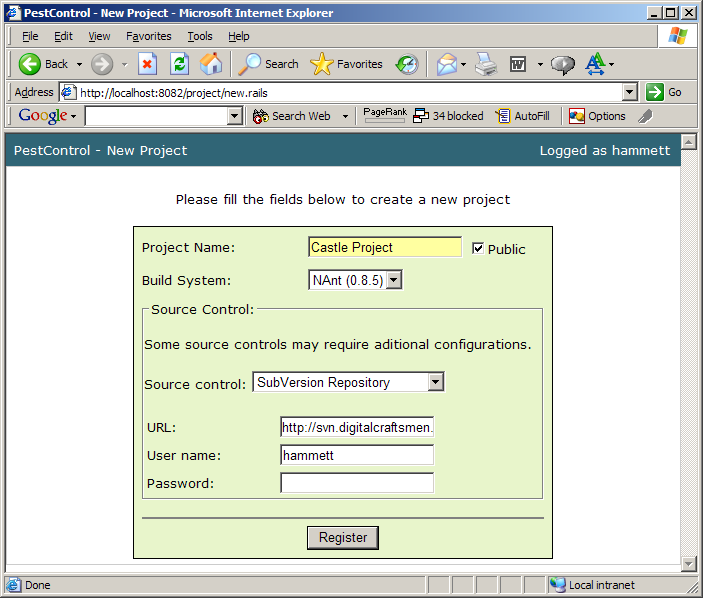 PestControl - New Project - Microsoft Internet Explorer
File Edit View Favorites Tools Help
Back Search Favorites
Address http://localhost:8082/project/new.rails Go
Google Search Web PageRank 34 blocked AutoFill Options
PestControl - New Project Logged as hammett
Please fill the fields below to create a new project
Project Name: Castle Project Public
Build System: NAnt (0.8.5)
Source Control:
Some source controls may require aditional configurations.
Source control: SubVersion Repository
URL: http://svn.digitalcraftsmen.
User name: hammett
Password:
Register
Done Local intranet